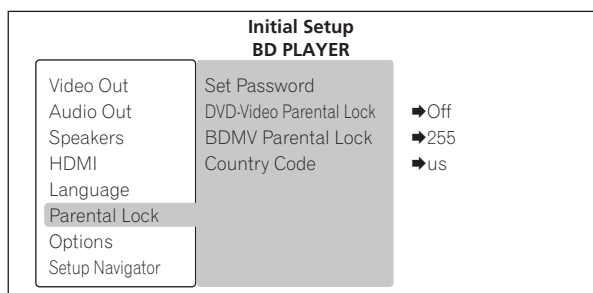 Initial Setup
BD PLAYER
Video Out
Audio Out
Speakers
HDMI
Language
Parental Lock
Options
Setup Navigator
Set Password
DVD-Video Parental Lock ➡Off
BDMV Parental Lock ➡255
Country Code ➡us